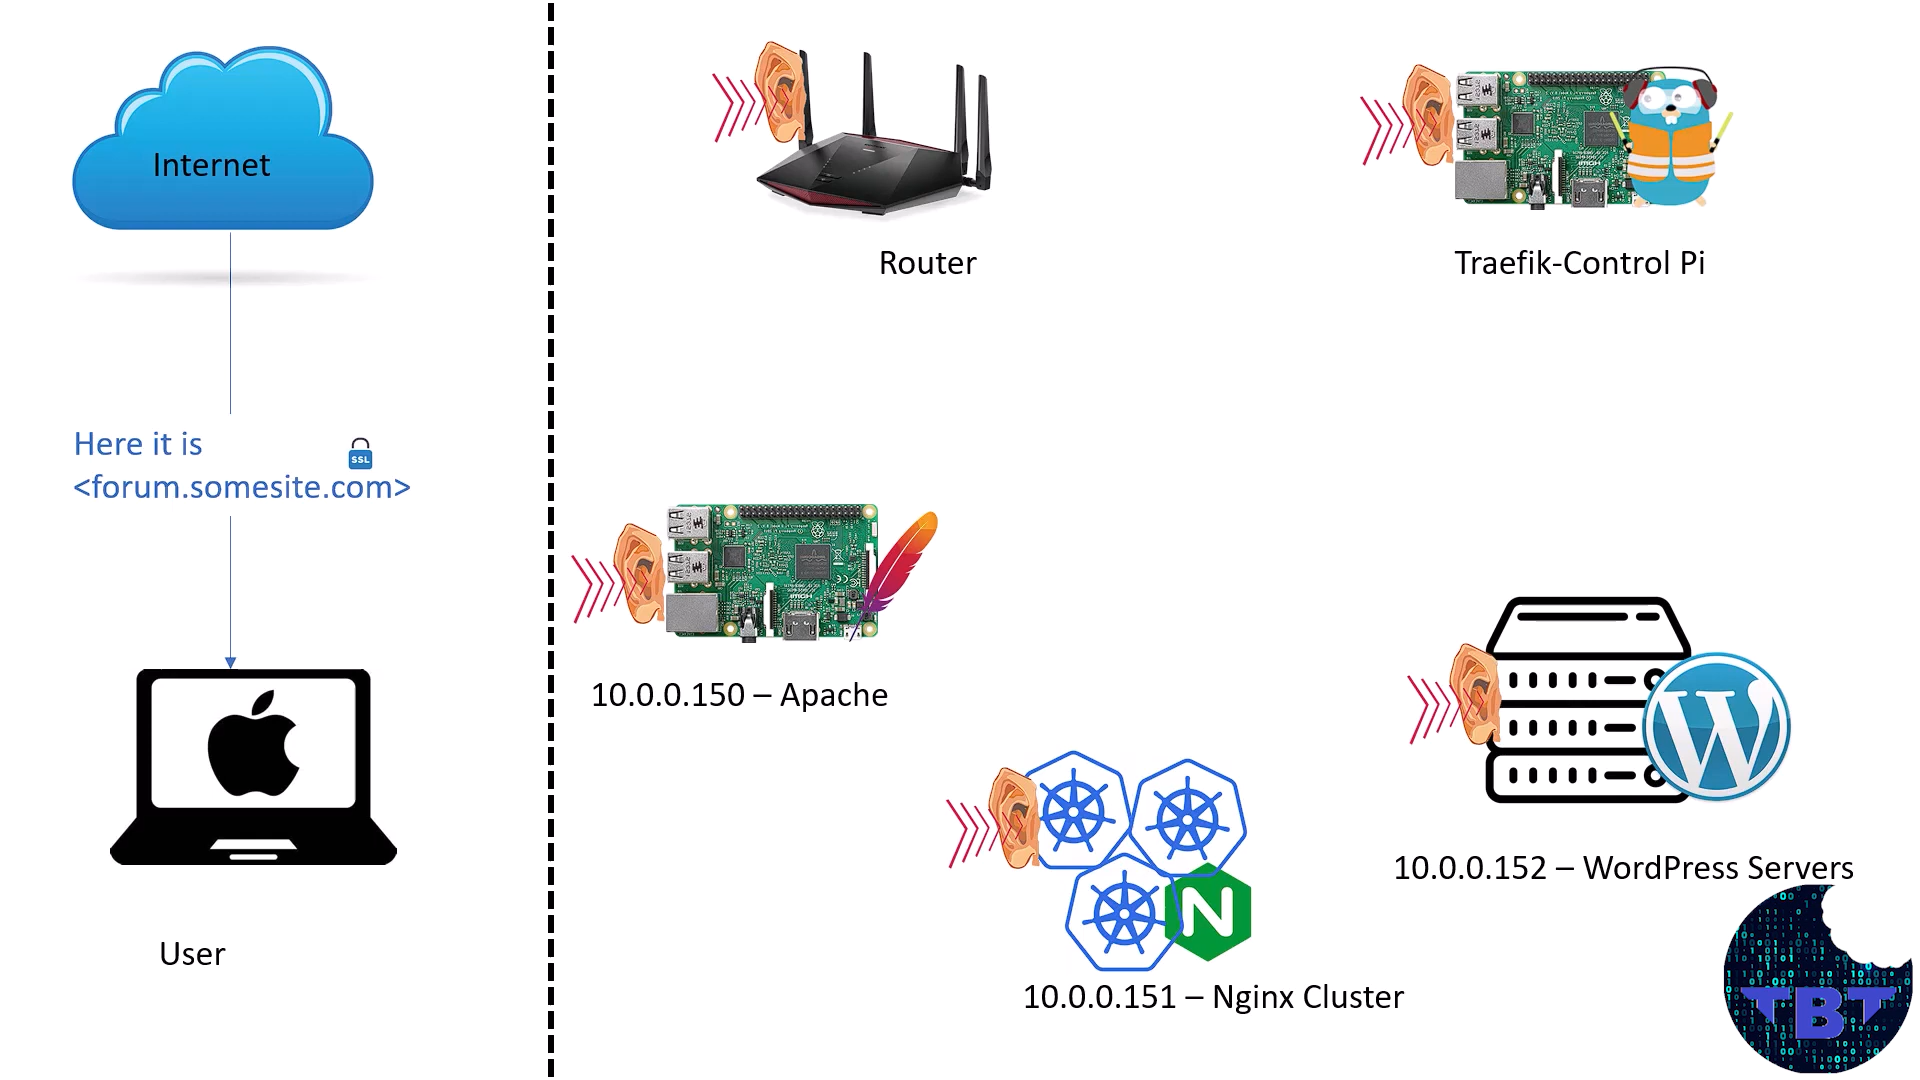 Internet
Router
Traefik-Control Pi
Here it is
SSL
<forum.somesite.com>
10.0.0.150 – Apache
10.0.0.152 – WordPress Servers
User
N
10.0.0.151 – Nginx Cluster
TBT